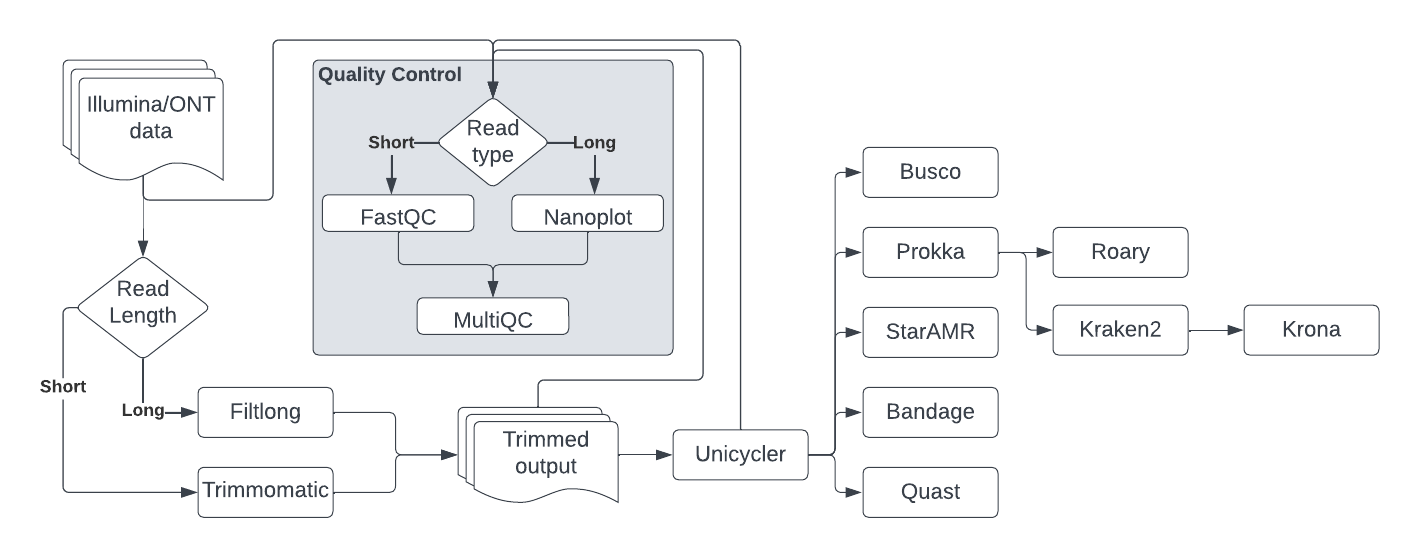 Quality Control
Illumina/ONT
data
Read
type
Short
Long
FastQC
Nanoplot
MultiQC
Read
Length
Short
Long
Filtlong
Trimmomatic
Trimmed
output
Unicycler
Busco
Prokka
Roary
StarAMR
Kraken2
Krona
Bandage
Quast